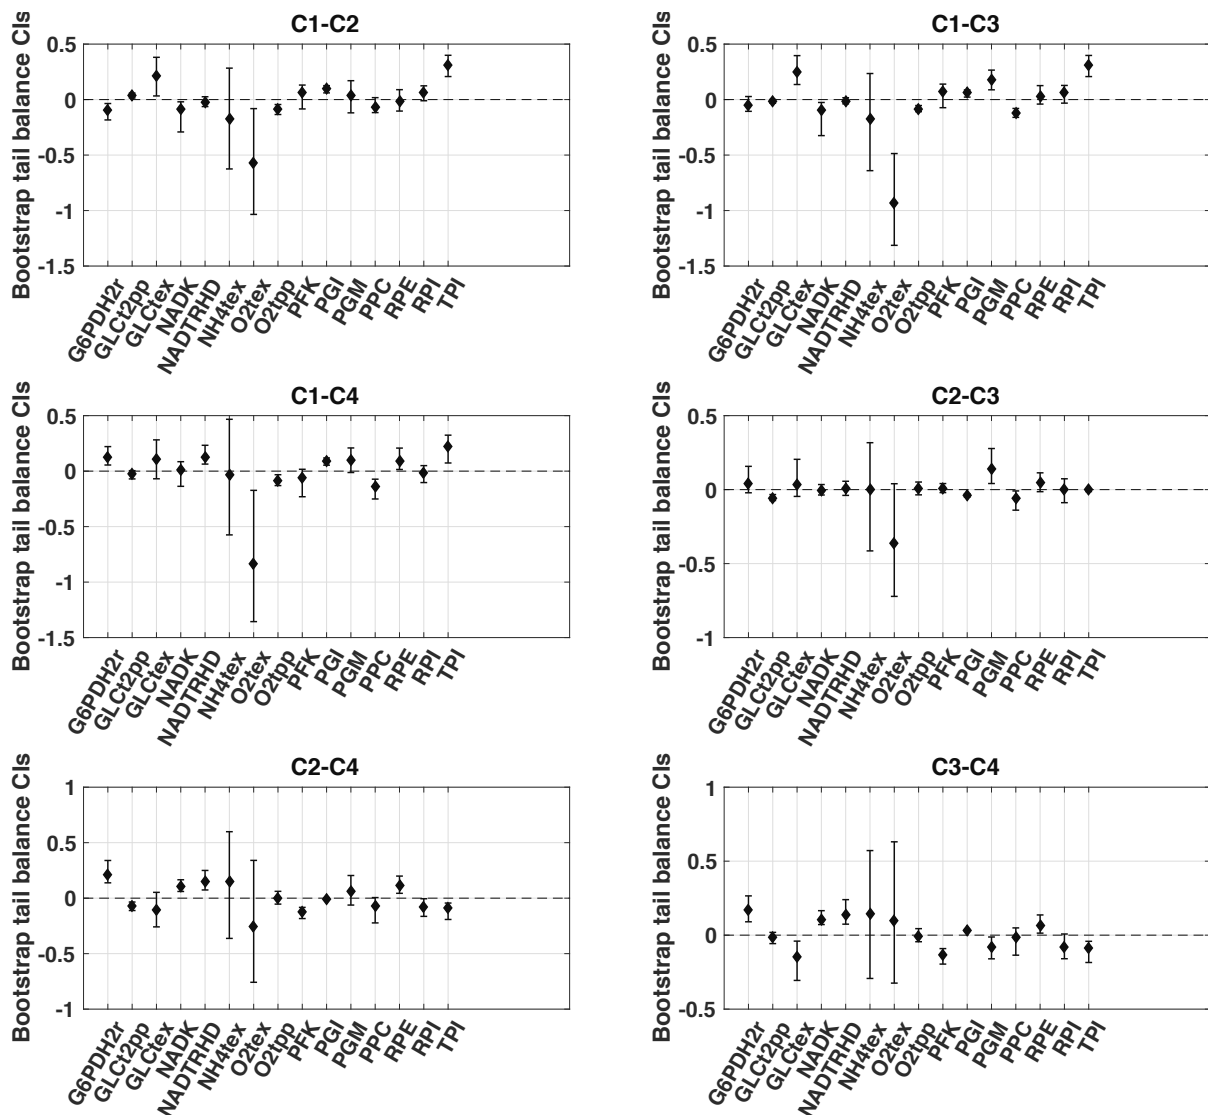 C1-C2
Bootstrap tail balance CIs
0.5
0
-0.5
-1
-1.5
G6PDH2r
GLCt2pp
GLCtex
NADK
NADTRHD
NH4tex
O2tex
O2tpp
PFK
PGI
PGM
PPC
RPE
RPI
TPI
C1-C3
Bootstrap tail balance CIs
0.5
0
-0.5
-1
-1.5
G6PDH2r
GLCt2pp
GLCtex
NADK
NADTRHD
NH4tex
O2tex
O2tpp
PFK
PGI
PGM
PPC
RPE
RPI
TPI
C1-C4
Bootstrap tail balance CIs
0.5
0
-0.5
-1
-1.5
G6PDH2r
GLCt2pp
GLCtex
NADK
NADTRHD
NH4tex
O2tex
O2tpp
PFK
PGI
PGM
PPC
RPE
RPI
TPI
C2-C3
Bootstrap tail balance CIs
0.5
0
-0.5
-1
G6PDH2r
GLCt2pp
GLCtex
NADK
NADTRHD
NH4tex
O2tex
O2tpp
PFK
PGI
PGM
PPC
RPE
RPI
TPI
C2-C4
Bootstrap tail balance CIs
1
0.5
0
-0.5
-1
G6PDH2r
GLCt2pp
GLCtex
NADK
NADTRHD
NH4tex
O2tex
O2tpp
PFK
PGI
PGM
PPC
RPE
RPI
TPI
C3-C4
Bootstrap tail balance CIs
1
0.5
0
-0.5
G6PDH2r
GLCt2pp
GLCtex
NADK
NADTRHD
NH4tex
O2tex
O2tpp
PFK
PGI
PGM
PPC
RPE
RPI
TPI